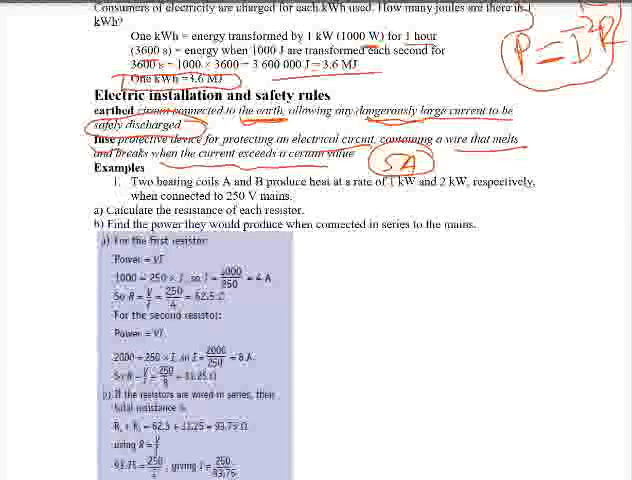 Consumers of electricity are charged for each kWh used. How many joules are there in
kWh?
One kWh = energy transformed by 1 kW (1000 W) for 1 hour
(3600 s) = energy when 1000 J are transformed each second for
3600 s = 1000 × 3600 = 3 600 000 J = 3.6 MJ
One kWh = 3.6 MJ
P = I²R
Electric installation and safety rules
earthed circuit connected to the earth, allowing any dangerously large current to be
safely discharged
fuse protective device for protecting an electrical circuit, containing a wire that melts
and breaks when the current exceeds a certain value
5A
Examples
1. Two heating coils A and B produce heat at a rate of 1 kW and 2 kW, respectively,
when connected to 250 V mains.
a) Calculate the resistance of each resistor.
b) Find the power they would produce when connected in series to the mains.
a) For the first resistor:
Power = VI
1000 = 250 × I, so I = 1000/250 = 4 A
So R = V/I = 250/4 = 62.5 Ω
For the second resistor:
Power = VI
2000 = 250 × I, so I = 2000/250 = 8 A.
So R = V/I = 250/8 = 31.25 Ω
b) If the resistors are wired in series, their
total resistance is
62.5 + 31.25 = 93.75 Ω
using R = V/I
93.75 = 250/I, giving I = 250/93.75